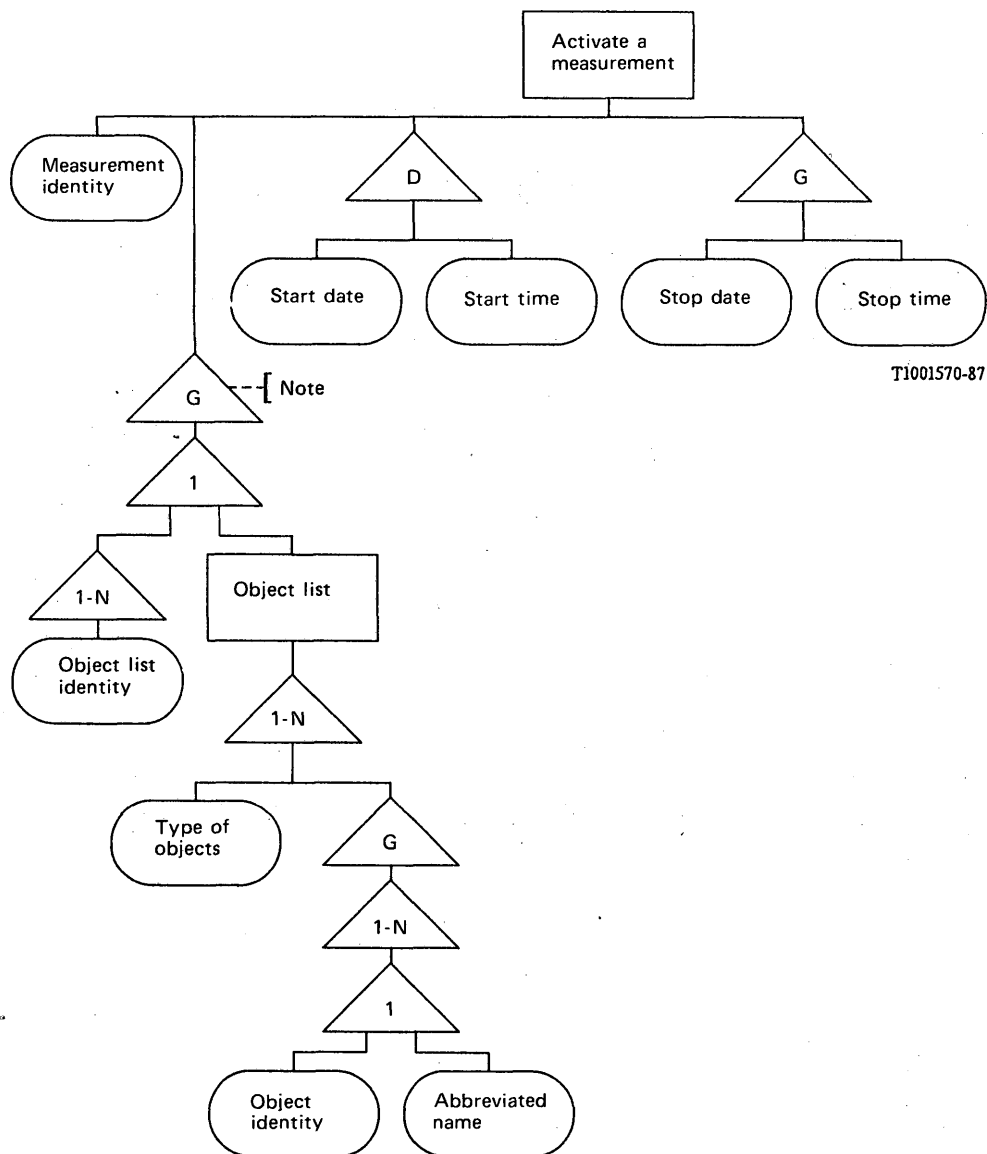 Activate a
measurement
Measurement
identity
D
G
Start date
Start time
Stop date
Stop time
T1001570-87
G
Note
1
1-N
Object list
Object list
identity
1-N
Type of
objects
G
1-N
1
Object
identity
Abbreviated
name